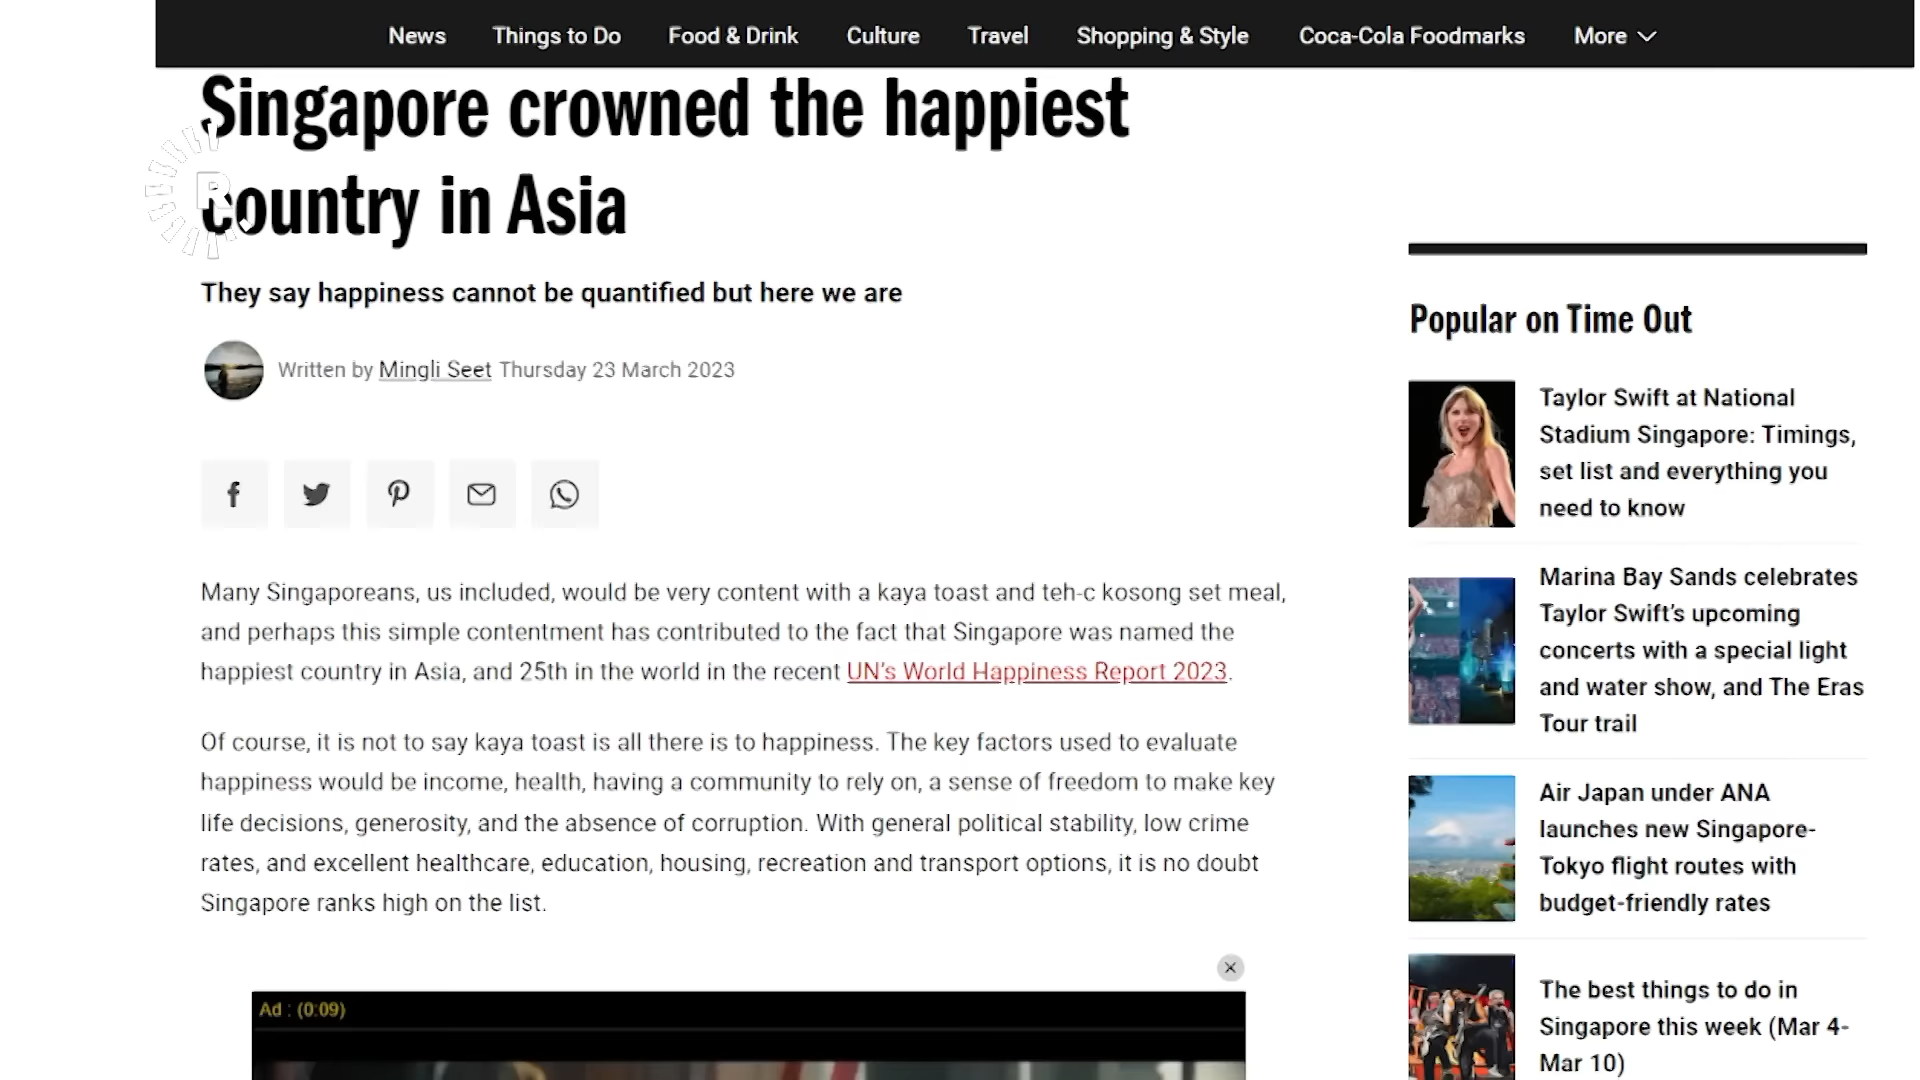 News Things to Do Food & Drink Culture Travel Shopping & Style Coca-Cola Foodmarks More
Singapore crowned the happiest
country in Asia
R
They say happiness cannot be quantified but here we are
Written by Mingli Seet Thursday 23 March 2023
Many Singaporeans, us included, would be very content with a kaya toast and teh-c kosong set meal,
and perhaps this simple contentment has contributed to the fact that Singapore was named the
happiest country in Asia, and 25th in the world in the recent UN's World Happiness Report 2023.
Of course, it is not to say kaya toast is all there is to happiness. The key factors used to evaluate
happiness would be income, health, having a community to rely on, a sense of freedom to make key
life decisions, generosity, and the absence of corruption. With general political stability, low crime
rates, and excellent healthcare, education, housing, recreation and transport options, it is no doubt
Singapore ranks high on the list.
Ad : (0:09)
Popular on Time Out
Taylor Swift at National
Stadium Singapore: Timings,
set list and everything you
need to know
Marina Bay Sands celebrates
Taylor Swift's upcoming
concerts with a special light
and water show, and The Eras
Tour trail
Air Japan under ANA
launches new Singapore-
Tokyo flight routes with
budget-friendly rates
The best things to do in
Singapore this week (Mar 4-
Mar 10)